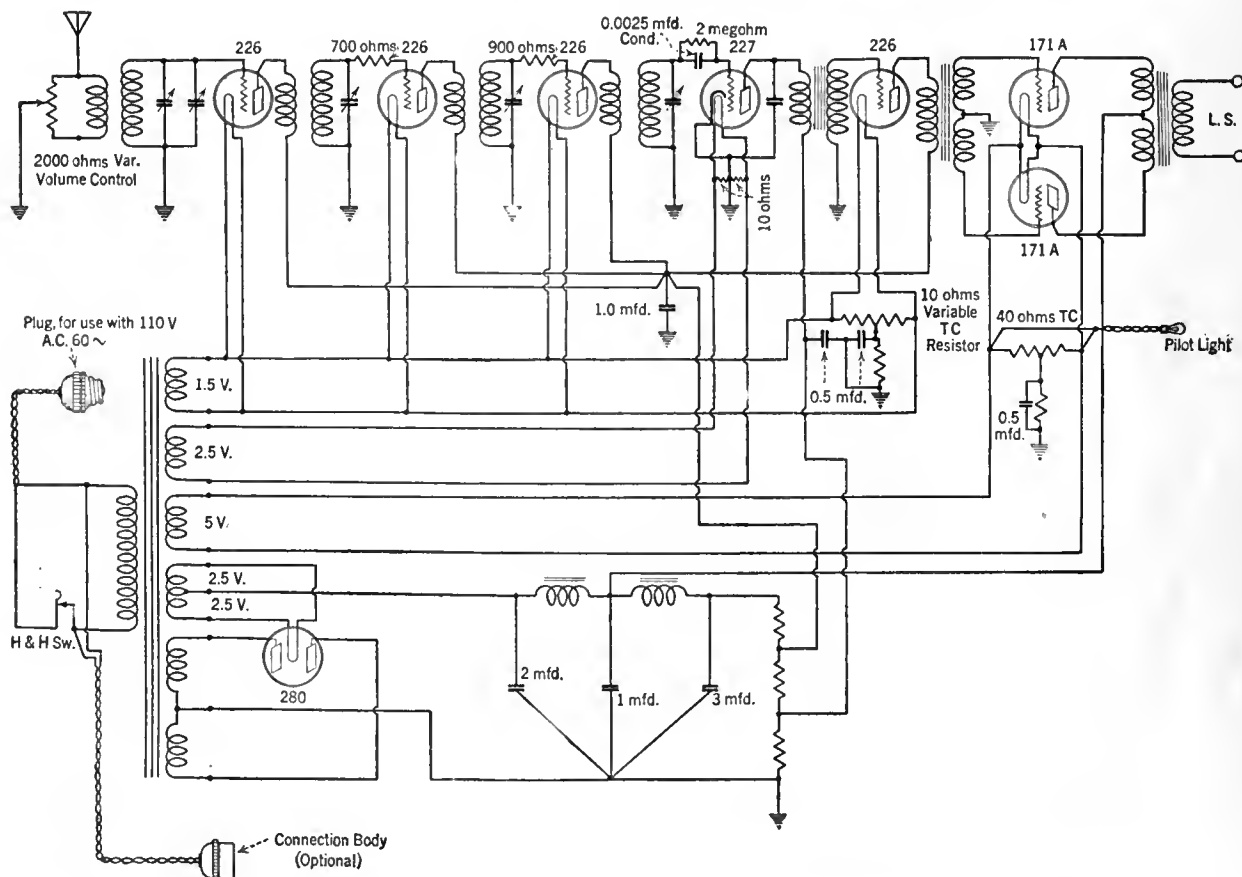 226
700 ohms
226
900 ohms
226
0.0025 mfd.
Cond.
2 megohm
227
226
171 A
L. S.
2000 ohms Var.
Volume Control
10 ohms
171 A
1.0 mfd.
10 ohms
Variable
TC
Resistor
40 ohms TC
Pilot Light
0.5 mfd.
0.5
mfd.
Plug, for use with 110 V
A.C. 60 ~
1.5 V.
2.5 V.
5 V.
2.5 V.
2.5 V.
H & H Sw.
280
2 mfd.
1 mfd.
3 mfd.
Connection Body
(Optional)